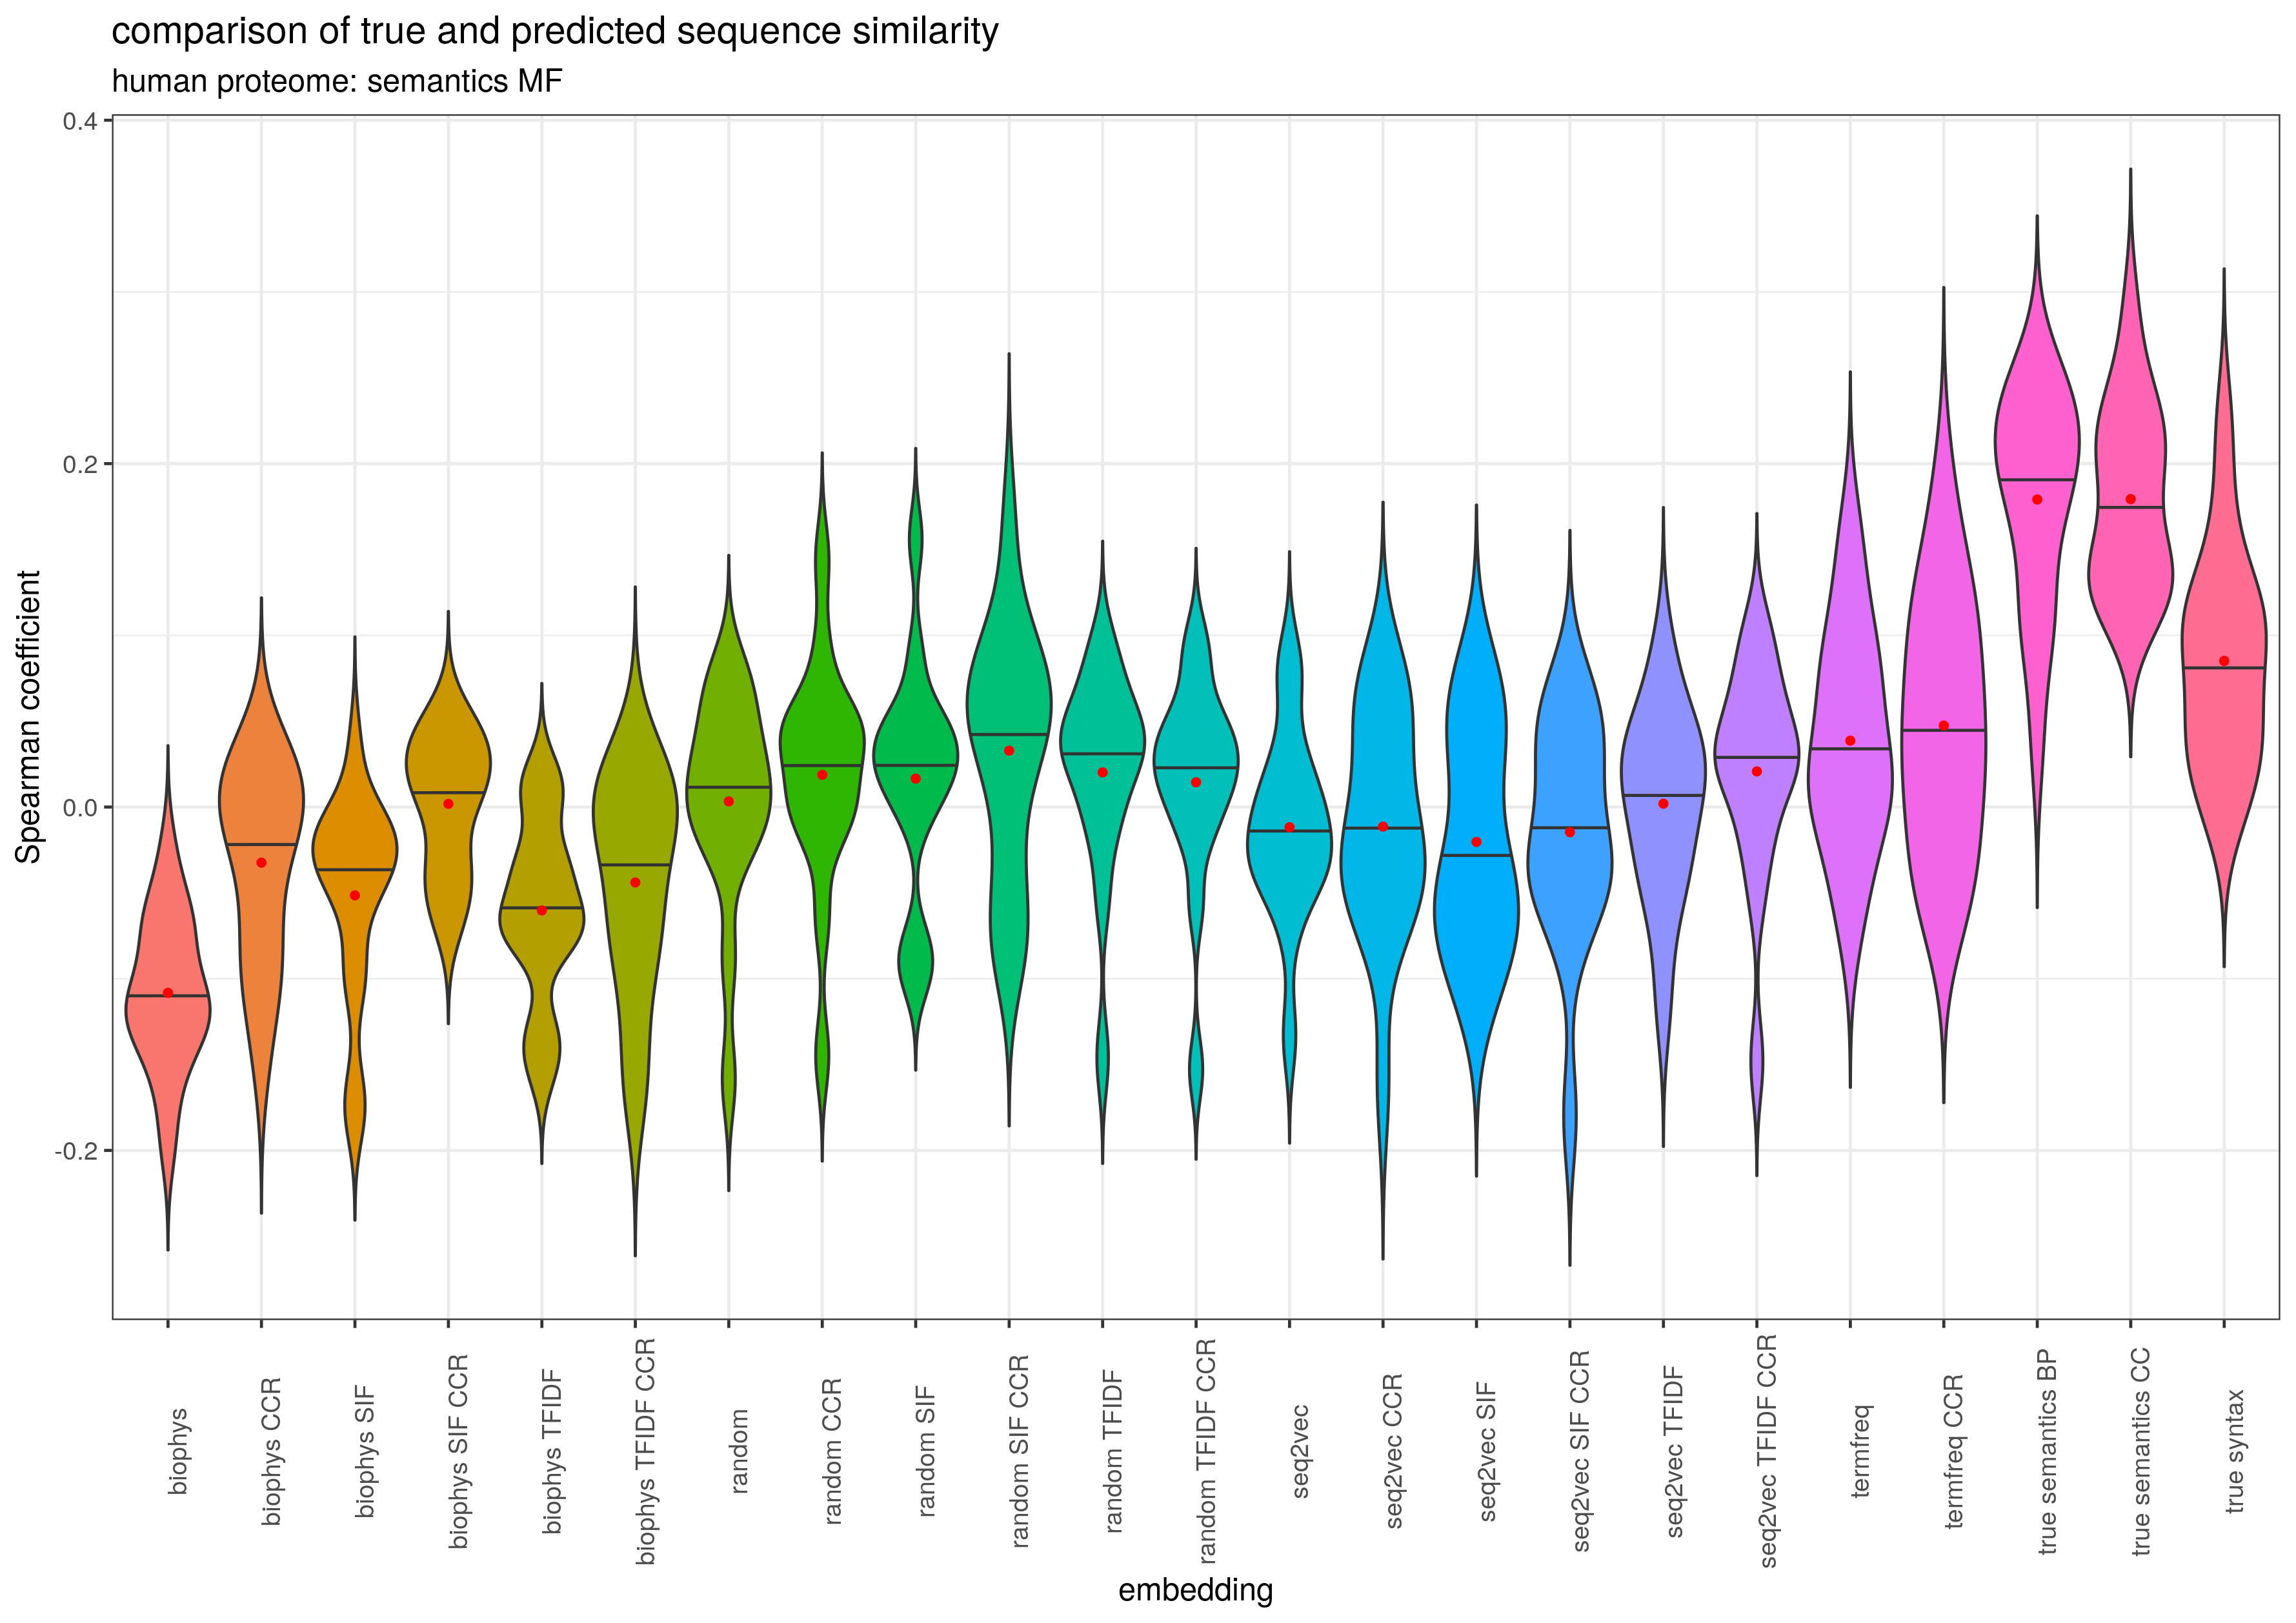 comparison of true and predicted sequence similarity
human proteome: semantics MF
Spearman coefficient
0.4
0.2
0.0
-0.2
biophys
biophys CCR
biophys SIF
biophys SIF CCR
biophys TFIDF
biophys TFIDF CCR
random
random CCR
random SIF
random SIF CCR
random TFIDF
random TFIDF CCR
seq2vec
seq2vec CCR
seq2vec SIF
seq2vec SIF CCR
seq2vec TFIDF
seq2vec TFIDF CCR
termfreq
termfreq CCR
true semantics BP
true semantics CC
true syntax
embedding